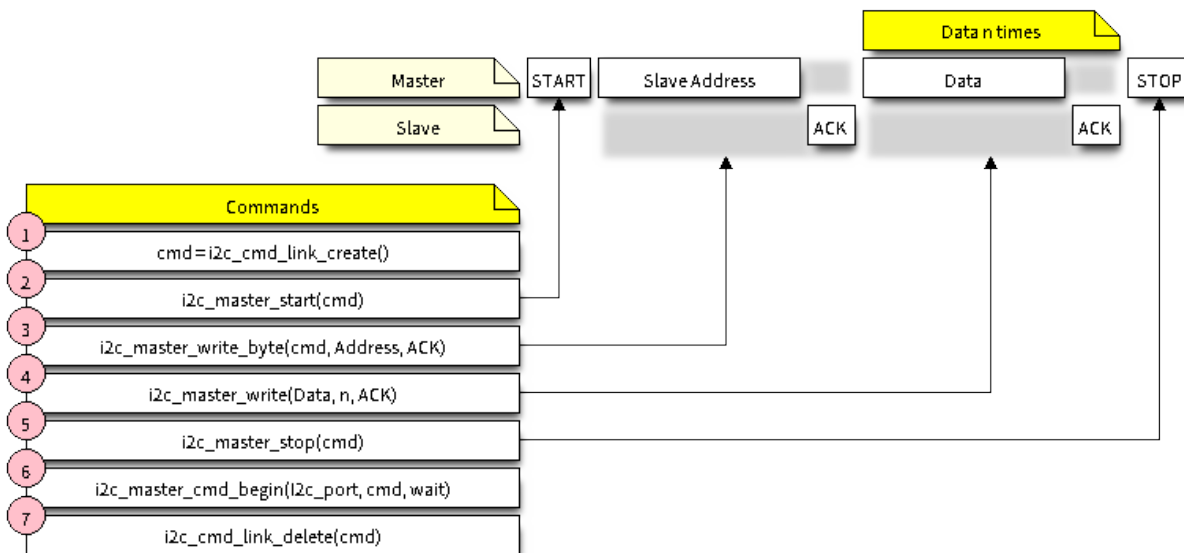 Data n times
Master START Slave Address Data STOP
Slave ACK ACK
Commands
1
cmd=i2c_cmd_link_create()
2
i2c_master_start(cmd)
3
i2c_master_write_byte(cmd, Address, ACK)
4
i2c_master_write(Data, n, ACK)
5
i2c_master_stop(cmd)
6
i2c_master_cmd_begin(I2c_port, cmd, wait)
7
i2c_cmd_link_delete(cmd)